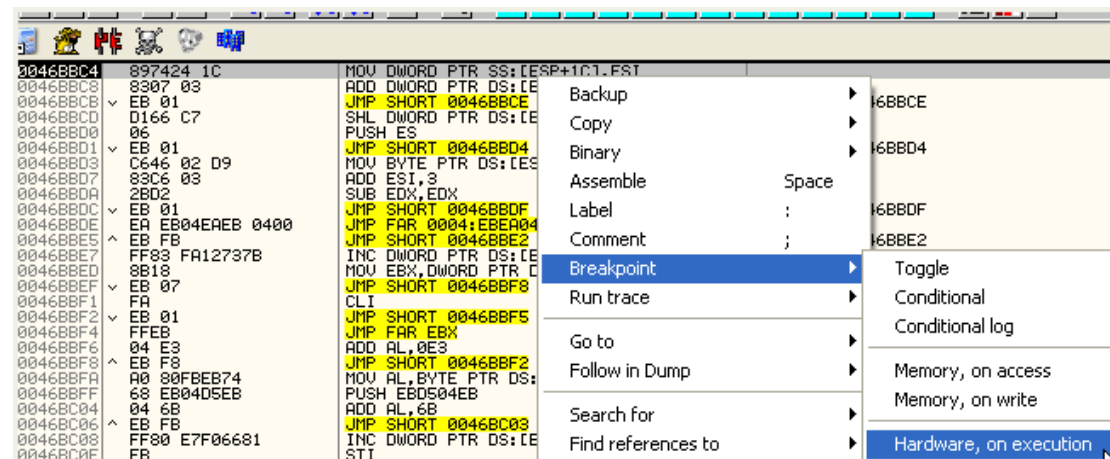 0046BBC4 897424 1C MOV DWORD PTR SS:[ESP+1C],ESI
0046BBC8 8307 03 ADD DWORD PTR DS:[E
0046BBCB v EB 01 JMP SHORT 0046BBCE 46BBCE
0046BBCD D166 C7 SHL DWORD PTR DS:[E
0046BBD0 06 PUSH ES
0046BBD1 v EB 01 JMP SHORT 0046BBD4 46BBD4
0046BBD3 C646 02 D9 MOV BYTE PTR DS:[ES
0046BBD7 83C6 03 ADD ESI,3
0046BBDA 2BD2 SUB EDX,EDX
0046BBDC v EB 01 JMP SHORT 0046BBDF 46BBDF
0046BBDE EA EB04EAEB 0400 JMP FAR 0004:EBEA04
0046BBE5 ^ EB FB JMP SHORT 0046BBE2 46BBE2
0046BBE7 FF83 FA12737B INC DWORD PTR DS:[E
0046BBED 8B18 MOV EBX,DWORD PTR D
0046BBEF v EB 07 JMP SHORT 0046BBF8
0046BBF1 FA CLI
0046BBF2 v EB 01 JMP SHORT 0046BBF5
0046BBF4 FFEB JMP FAR EBX
0046BBF6 04 E3 ADD AL,0E3
0046BBF8 ^ EB F8 JMP SHORT 0046BBF2
0046BBFA A0 80FBEB74 MOV AL,BYTE PTR DS:
0046BBFF 68 EB04D5EB PUSH EBD504EB
0046BC04 04 6B ADD AL,6B
0046BC06 ^ EB FB JMP SHORT 0046BC03
0046BC08 FF80 E7F06681 INC DWORD PTR DS:[E
0046BC0E FB STI
Backup
Copy
Binary
Assemble Space
Label :
Comment ;
Breakpoint
Run trace
Go to
Follow in Dump
Search for
Find references to
Toggle
Conditional
Conditional log
Memory, on access
Memory, on write
Hardware, on execution